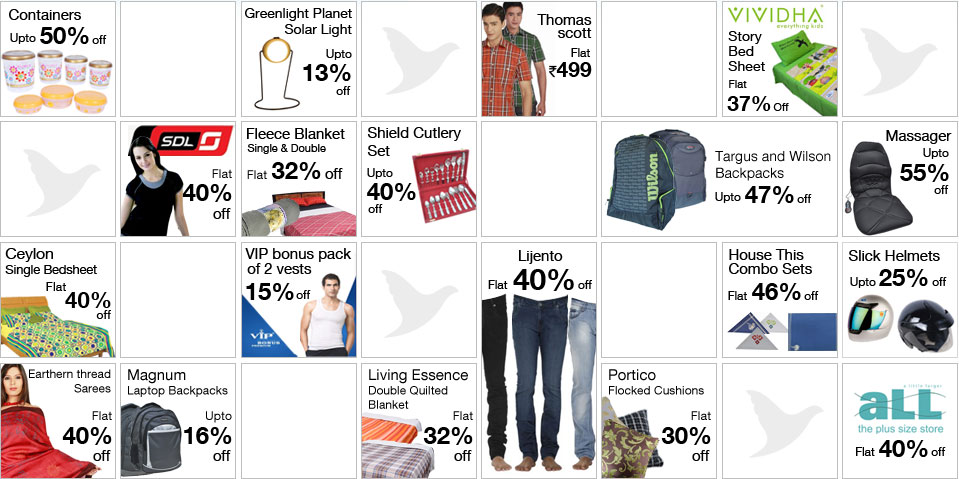 Containers
Upto 50% off
Greenlight Planet
Solar Light
Upto
13%
off
Thomas
scott
Flat
₹499
VIVIDHA
everything kids
Story
Bed
Sheet
Flat
37% Off
SDL
Flat
40%
off
Fleece Blanket
Single & Double
Flat 32% off
Shield Cutlery
Set
Upto
40%
off
Wilson
Targus and Wilson
Backpacks
Upto 47% off
Massager
Upto
55%
off
Ceylon
Single Bedsheet
Flat
40%
off
VIP bonus pack
of 2 vests
15% off
VIP
BONUS
PREMIUM
Lijento
Flat 40% off
House This
Combo Sets
Flat 46% off
Slick Helmets
Upto 25% off
Earthern thread
Sarees
Flat
40%
off
Magnum
Laptop Backpacks
Upto
16%
off
Living Essence
Double Quilted
Blanket
Flat
32%
off
Portico
Flocked Cushions
Flat
30%
off
a little larger
aLL
the plus size store
Flat 40% off